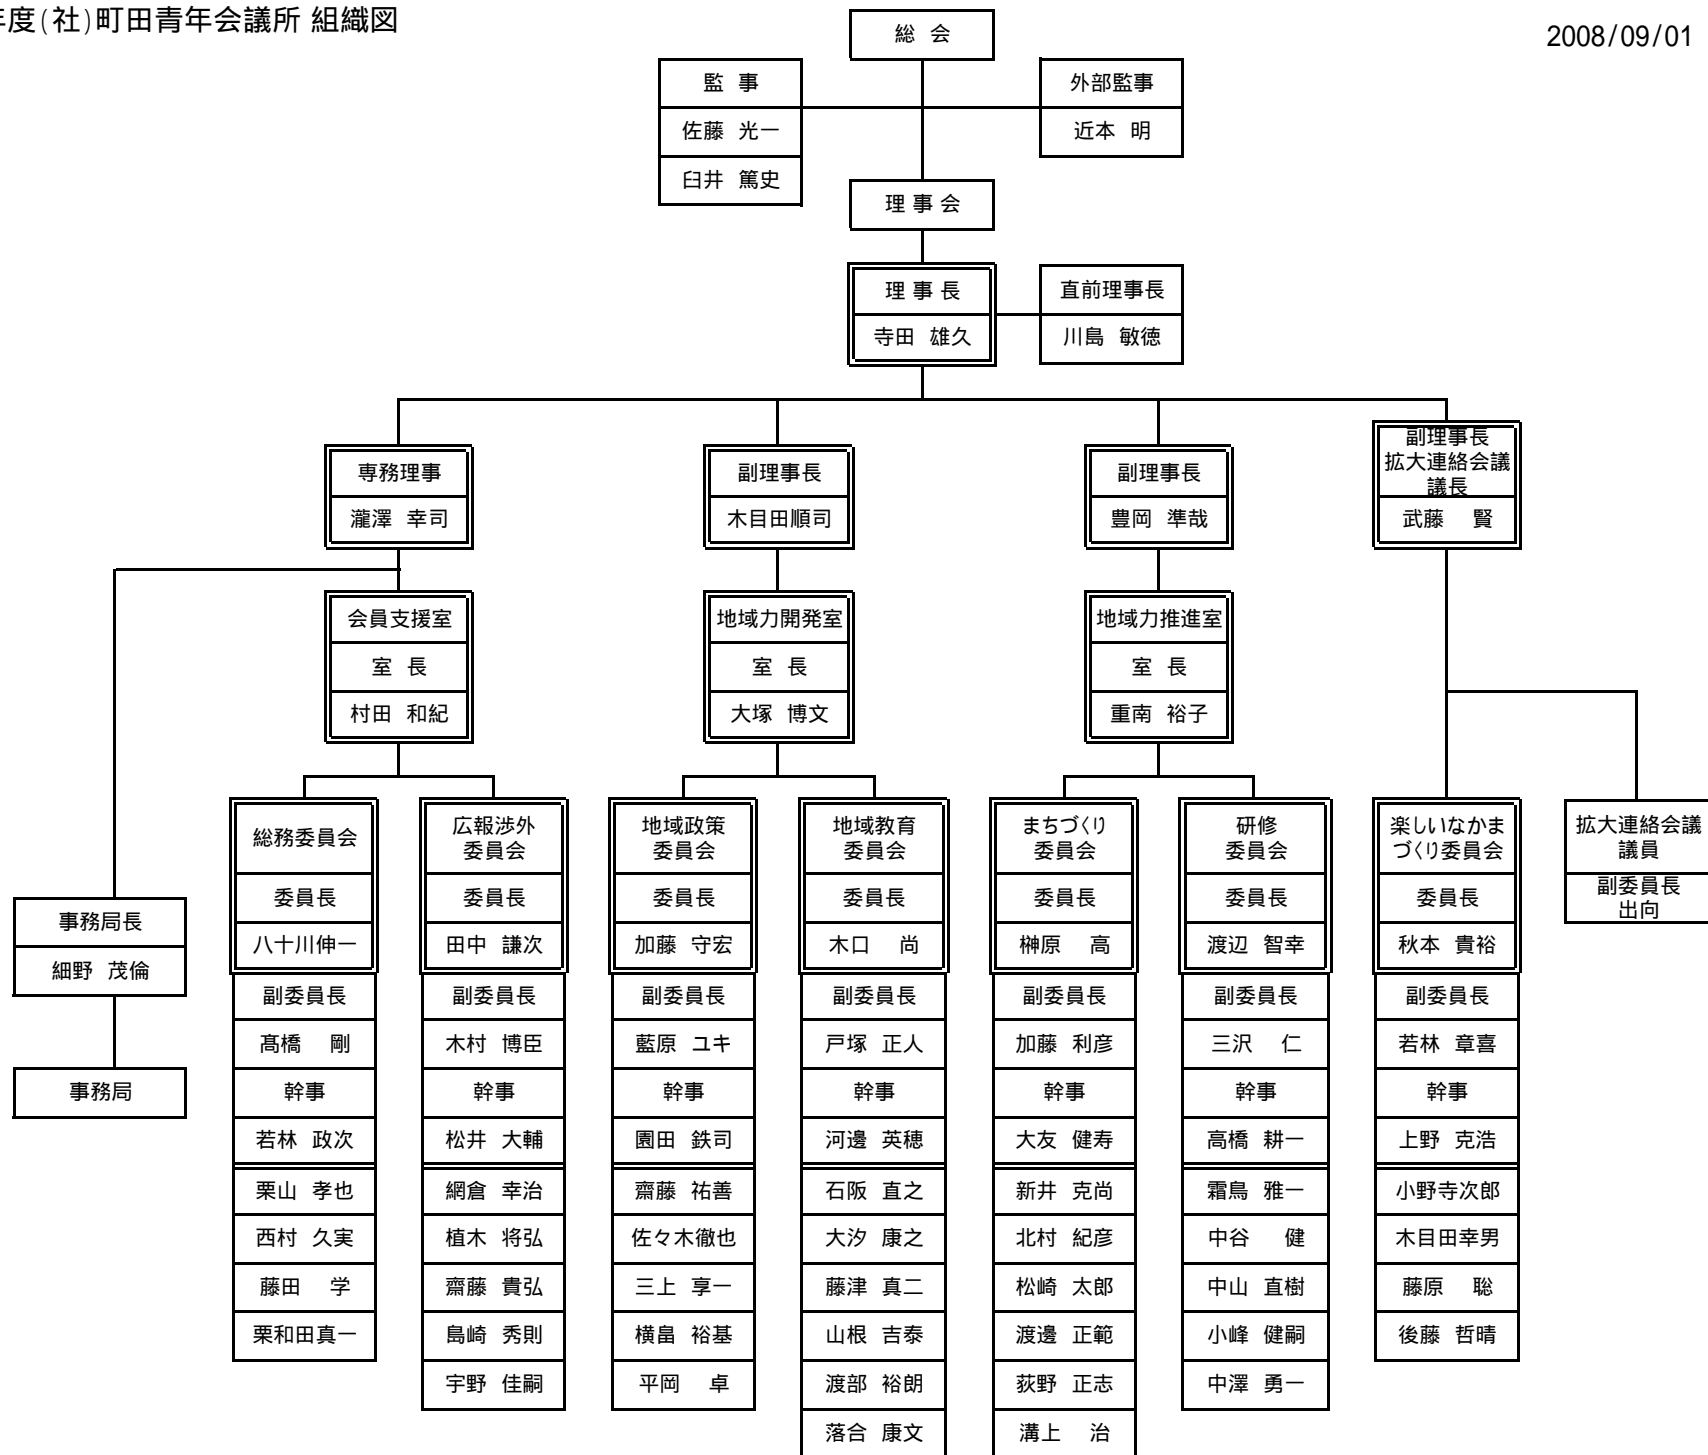 年度(社)町田青年会議所 組織図
2008/09/01
総 会
監 事
佐藤 光一
臼井 篤史
外部監事
近本 明
理 事 会
理 事 長
寺田 雄久
直前理事長
川島 敏徳
専務理事
瀧澤 幸司
副理事長
木目田順司
副理事長
豊岡 準哉
副理事長
拡大連絡会議
議長
武藤 賢
会員支援室
室 長
村田 和紀
地域力開発室
室 長
大塚 博文
地域力推進室
室 長
重南 裕子
事務局長
細野 茂倫
事務局
総務委員会
委員長
八十川伸一
副委員長
髙橋 剛
幹事
若林 政次
栗山 孝也
西村 久実
藤田 学
栗和田真一
広報渉外
委員会
委員長
田中 謙次
副委員長
木村 博臣
幹事
松井 大輔
網倉 幸治
植木 将弘
齋藤 貴弘
島崎 秀則
宇野 佳嗣
地域政策
委員会
委員長
加藤 守宏
副委員長
藍原 ユキ
幹事
園田 鉄司
齋藤 祐善
佐々木徹也
三上 享一
横畠 裕基
平岡 卓
地域教育
委員会
委員長
木口 尚
副委員長
戸塚 正人
幹事
河邊 英穂
石阪 直之
大汐 康之
藤津 真二
山根 吉泰
渡部 裕朗
落合 康文
まちづくり
委員会
委員長
榊原 高
副委員長
加藤 利彦
幹事
大友 健寿
新井 克尚
北村 紀彦
松崎 太郎
渡邊 正範
荻野 正志
溝上 治
研修
委員会
委員長
渡辺 智幸
副委員長
三沢 仁
幹事
高橋 耕一
霜鳥 雅一
中谷 健
中山 直樹
小峰 健嗣
中澤 勇一
楽しいなかま
づくり委員会
委員長
秋本 貴裕
副委員長
若林 章喜
幹事
上野 克浩
小野寺次郎
木目田幸男
藤原 聡
後藤 哲晴
拡大連絡会議
議員
副委員長
出向